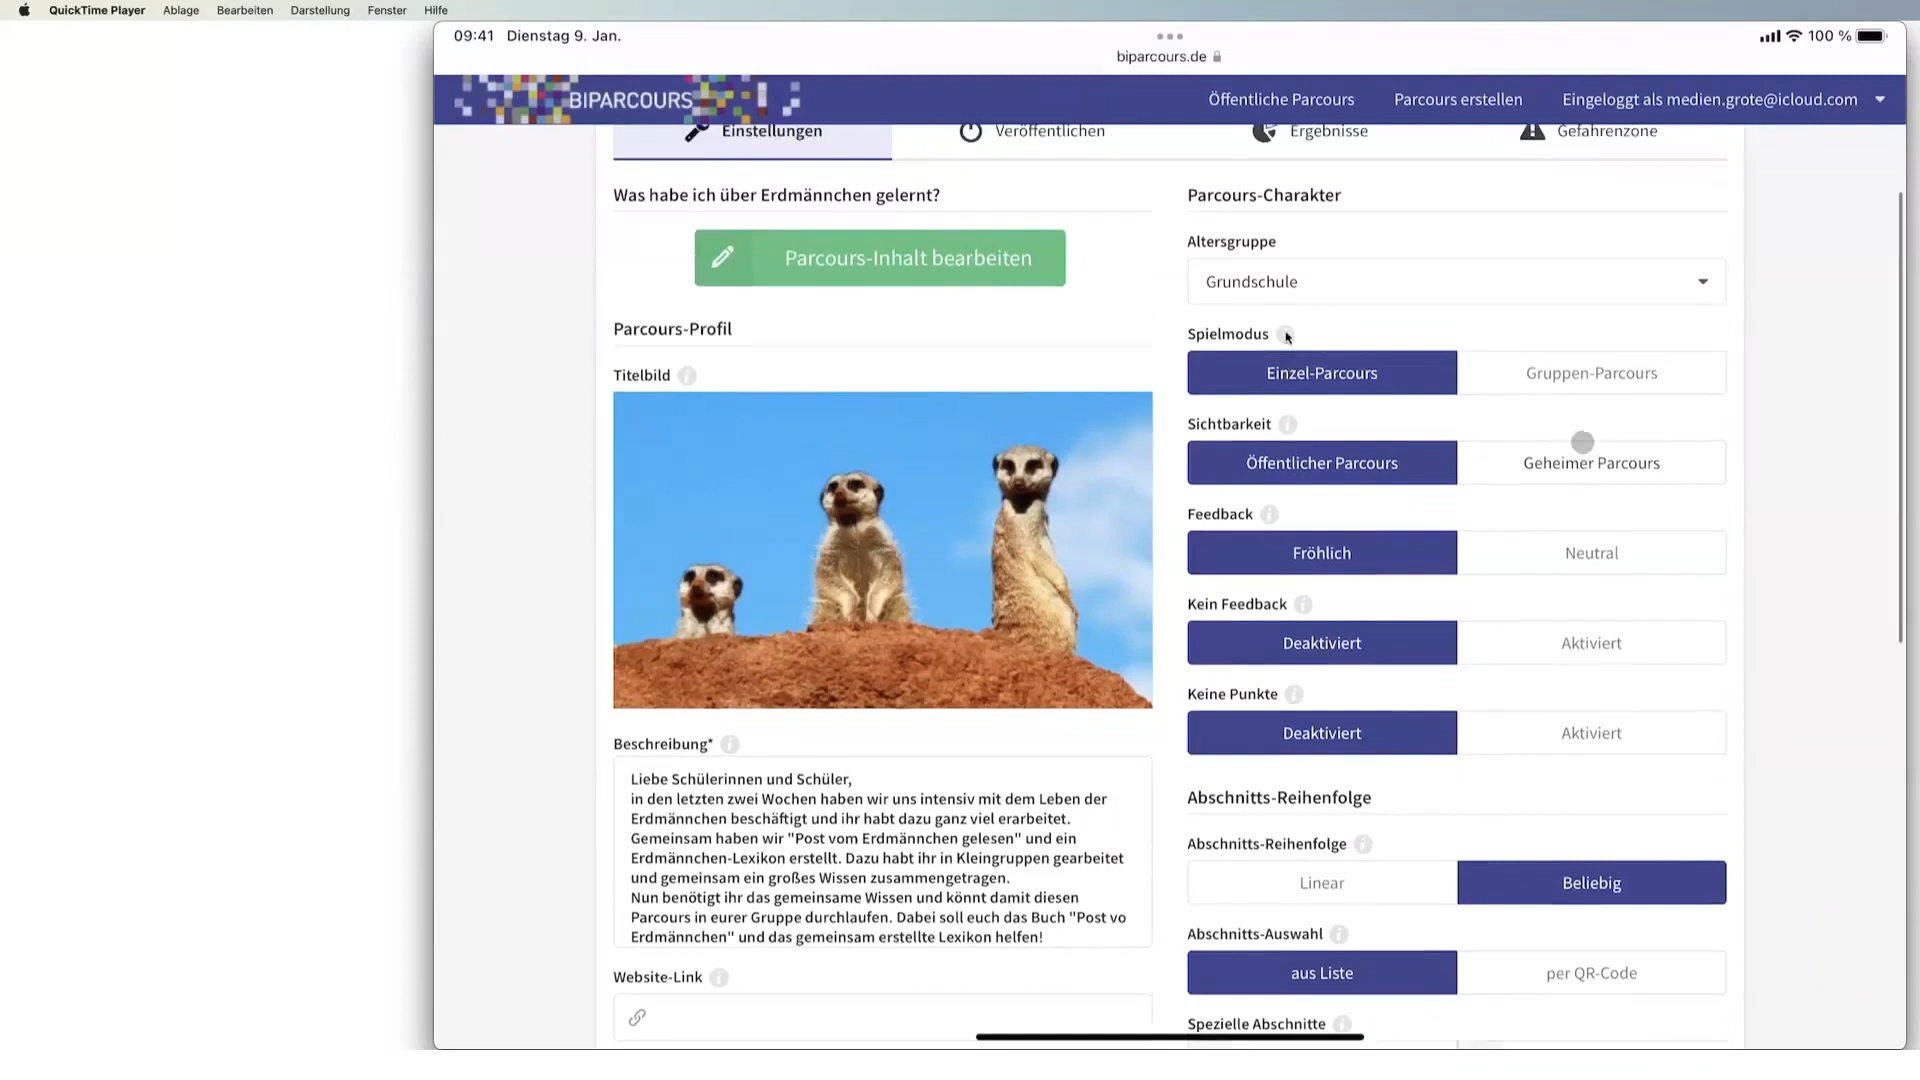 QuickTime Player Ablage Bearbeiten Darstellung Fenster Hilfe
09:41 Dienstag 9. Jan.
100 %
biparcours.de
BIPARCOURS
Öffentliche Parcours
Parcours erstellen
Eingeloggt als medien.grote@icloud.com
Einstellungen
Veröffentlichen
Ergebnisse
Gefahrenzone
Was habe ich über Erdmännchen gelernt?
Parcours-Inhalt bearbeiten
Parcours-Profil
Titelbild
Beschreibung*
Liebe Schülerinnen und Schüler,
in den letzten zwei Wochen haben wir uns intensiv mit dem Leben der
Erdmännchen beschäftigt und ihr habt dazu ganz viel erarbeitet.
Gemeinsam haben wir "Post vom Erdmännchen gelesen" und ein
Erdmännchen-Lexikon erstellt. Dazu habt ihr in Kleingruppen gearbeitet
und gemeinsam ein großes Wissen zusammengetragen.
Nun benötigt ihr das gemeinsame Wissen und könnt damit diesen
Parcours in eurer Gruppe durchlaufen. Dabei soll euch das Buch "Post vo
Erdmännchen" und das gemeinsam erstellte Lexikon helfen!
Website-Link
Parcours-Charakter
Altersgruppe
Grundschule
Spielmodus
Einzel-Parcours
Gruppen-Parcours
Sichtbarkeit
Öffentlicher Parcours
Geheimer Parcours
Feedback
Fröhlich
Neutral
Kein Feedback
Deaktiviert
Aktiviert
Keine Punkte
Deaktiviert
Aktiviert
Abschnitts-Reihenfolge
Abschnitts-Reihenfolge
Linear
Beliebig
Abschnitts-Auswahl
aus Liste
per QR-Code
Spezielle Abschnitte